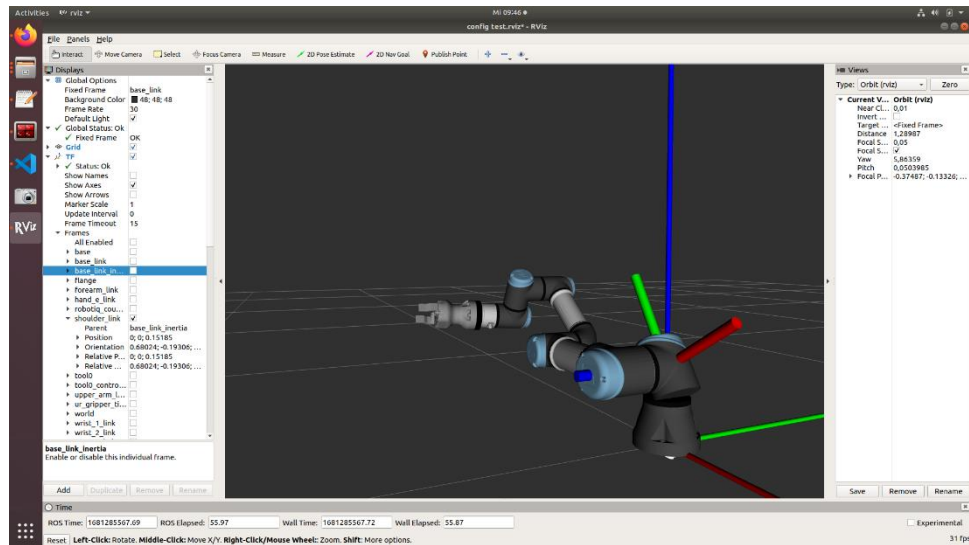 Activities rviz Mi 09:46
config test.rviz* - RViz
File Panels Help
Interact Move Camera Select Focus Camera Measure 2D Pose Estimate 2D Nav Goal Publish Point
Displays
Global Options
Fixed Frame base_link
Background Color 48; 48; 48
Frame Rate 30
Default Light
Global Status: Ok
Fixed Frame OK
Grid
TF
Status: Ok
Show Names
Show Axes
Show Arrows
Marker Scale 1
Update Interval 0
Frame Timeout 15
Frames
All Enabled
base
base_link
base_link_in...
flange
forearm_link
hand_e_link
robotiq_cou...
shoulder_link
Parent base_link_inertia
Position 0; 0; 0.15185
Orientation 0.68024; -0.19306; ...
Relative P... 0; 0; 0.15185
Relative ... 0.68024; -0.19306; ...
tool0
tool0_contro...
upper_arm_l...
ur_gripper_ti...
world
wrist_1_link
wrist_2_link
base_link_inertia
Enable or disable this individual frame.
Add Duplicate Remove Rename
Views
Type: Orbit (rviz) Zero
Current V... Orbit (rviz)
Near Cl... 0,01
Invert ...
Target ... <Fixed Frame>
Distance 1,28987
Focal S... 0,05
Focal S...
Yaw 5,86359
Pitch 0,0503985
Focal P... -0.37487; -0.13326; ...
Save Remove Rename
RViz
Time
ROS Time: 1681285567.69 ROS Elapsed: 55.97 Wall Time: 1681285567.72 Wall Elapsed: 55.87 Experimental
Reset Left-Click: Rotate. Middle-Click: Move X/Y. Right-Click/Mouse Wheel: Zoom. Shift: More options. 31 fps